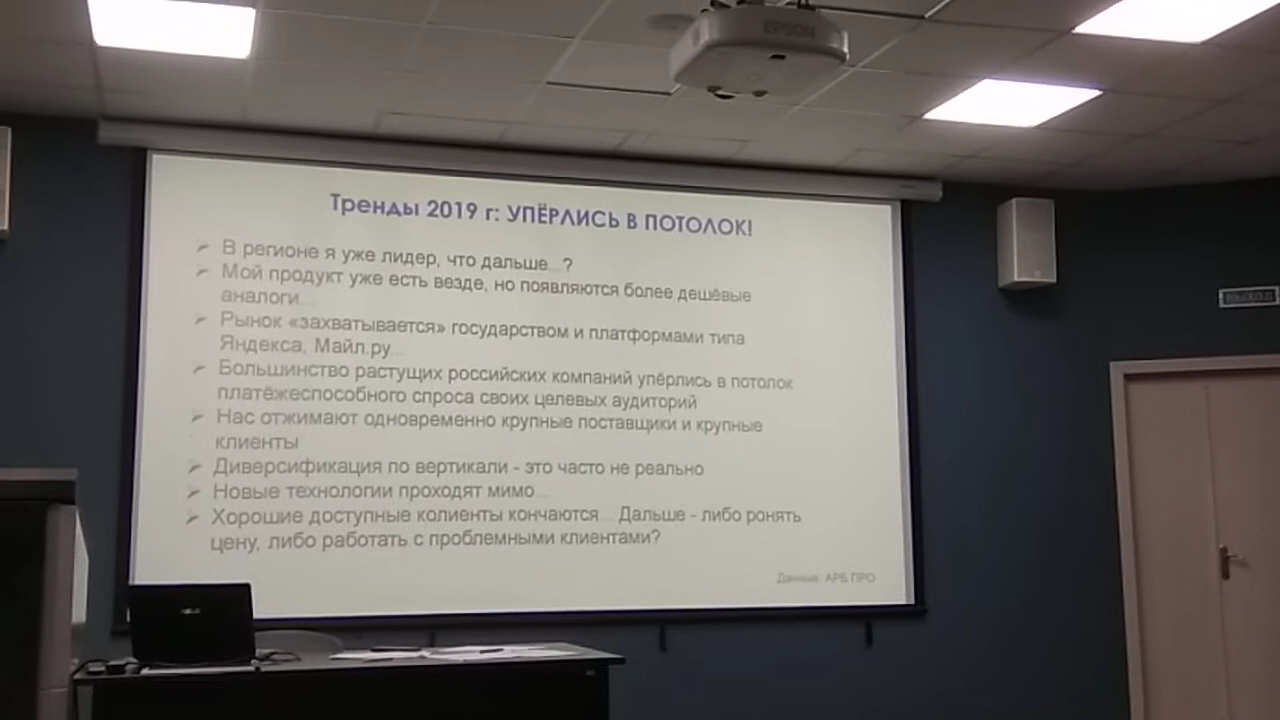 EPSON
Тренды 2019 г: УПЁРЛИСЬ В ПОТОЛОК!
➢ В регионе я уже лидер, что дальше...?
➢ Мой продукт уже есть везде, но появляются более дешёвые
аналоги...
➢ Рынок «захватывается» государством и платформами типа
Яндекса, Майл.ру...
➢ Большинство растущих российских компаний упёрлись в потолок
платёжеспособного спроса своих целевых аудиторий
➢ Нас отжимают одновременно крупные поставщики и крупные
клиенты
➢ Диверсификация по вертикали - это часто не реально
➢ Новые технологии проходят мимо...
➢ Хорошие доступные колиенты кончаются... Дальше - либо ронять
цену, либо работать с проблемными клиентами?
Данные: АРБ ПРО
ВЫХОД
ASUS